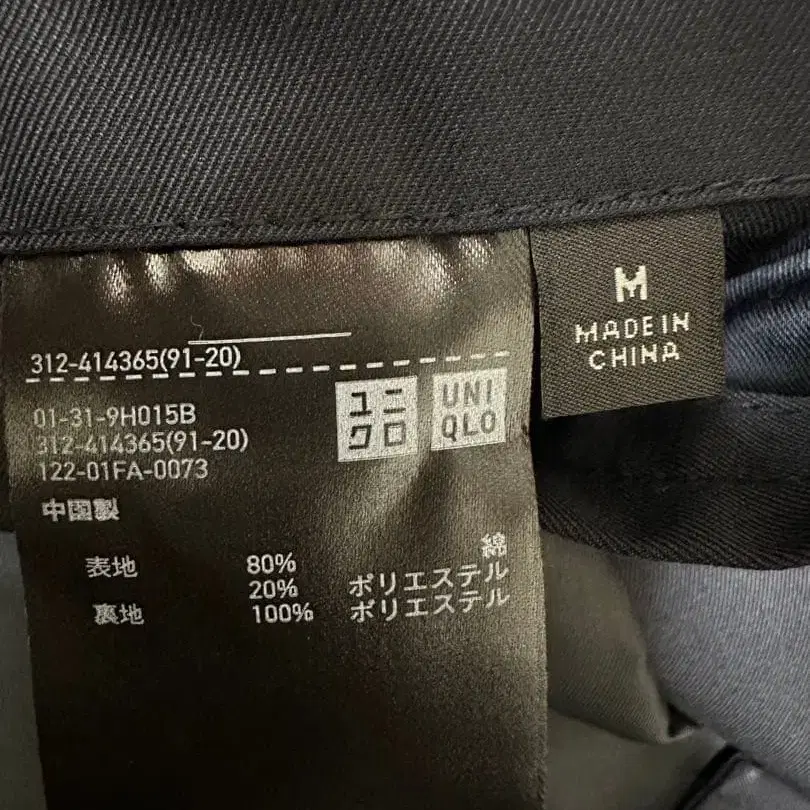 312-414365(91-20)
01-31-9H015B
312-414365(91-20)
122-01FA-0073
中国製
ユニ
クロ
UNI
QLO
表地 80% 綿
20% ポリエステル
裏地 100% ポリエステル
M
MADE IN
CHINA